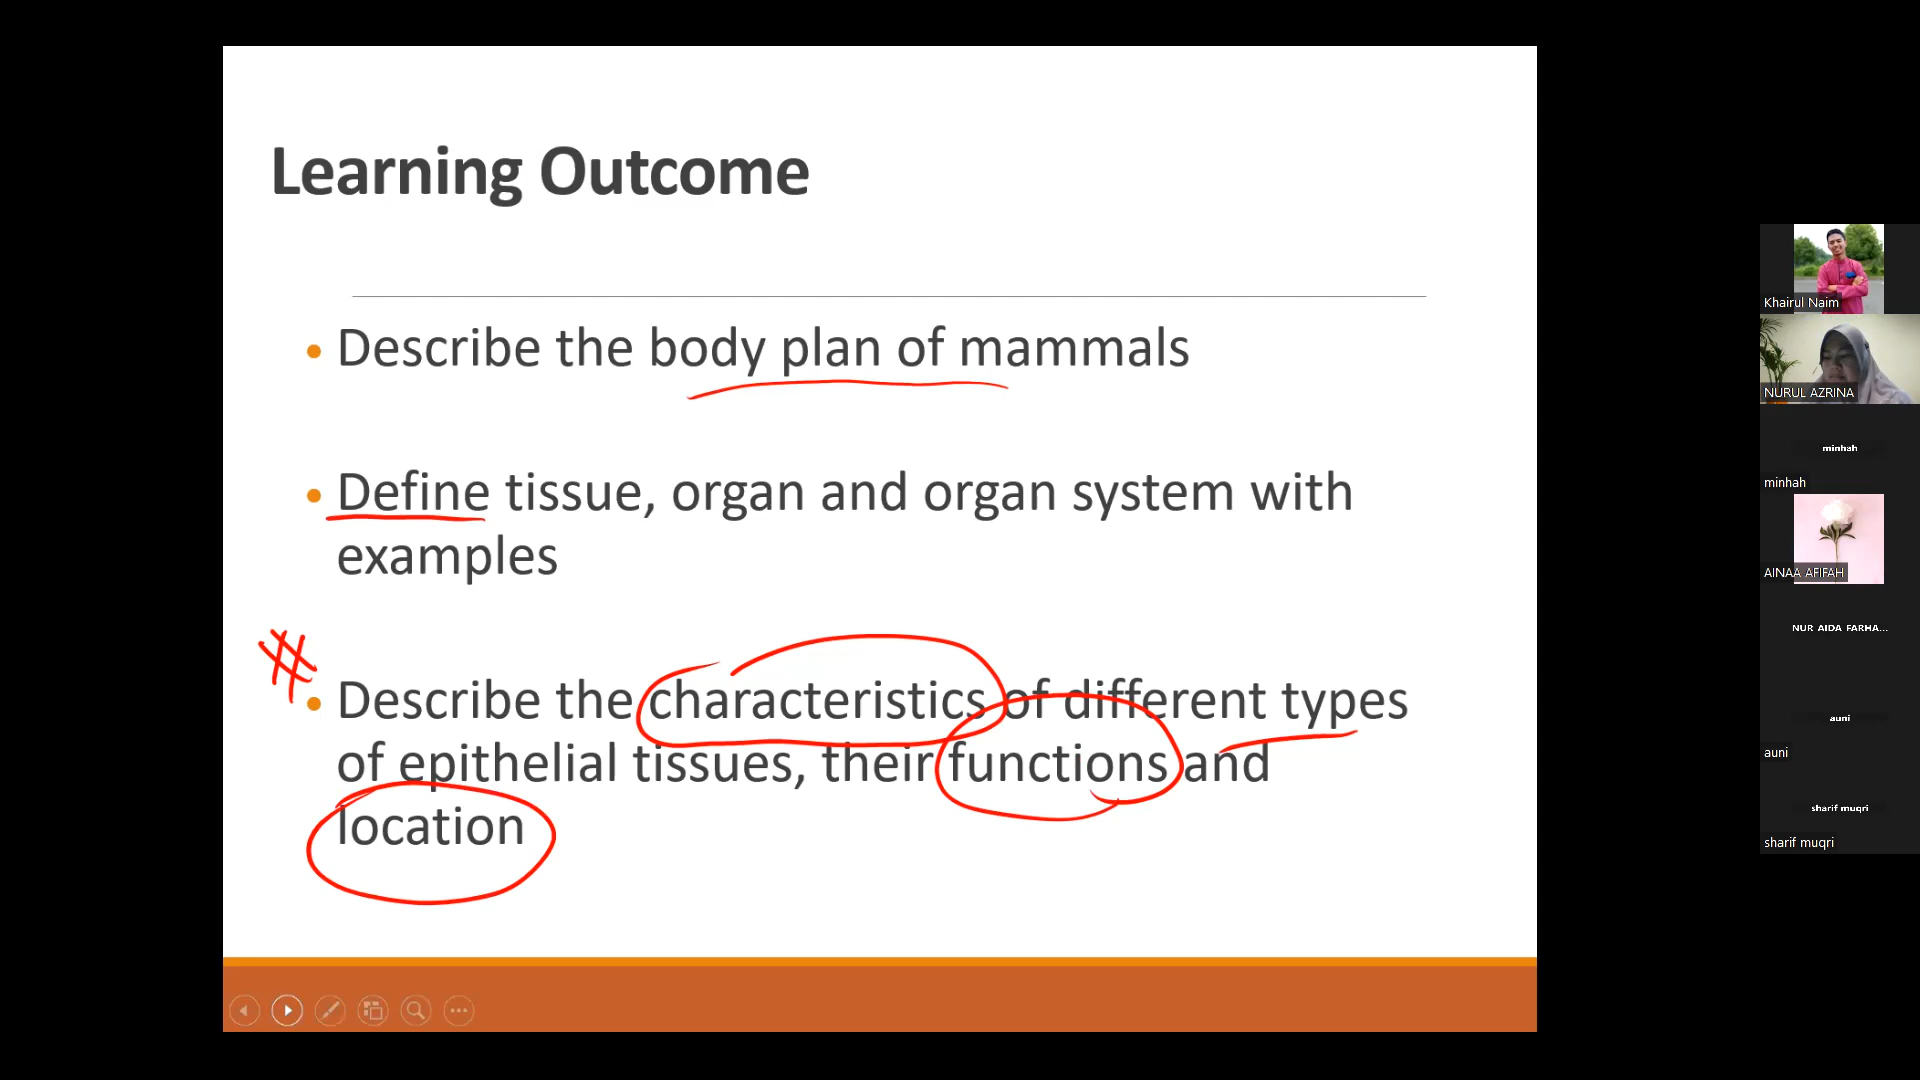 Learning Outcome
• Describe the body plan of mammals
• Define tissue, organ and organ system with
examples
#
• Describe the characteristics of different types
of epithelial tissues, their functions and
location
Khairul Naim
NURUL AZRINA
minhah
minhah
AINAA AFIFAH
NUR AIDA FARHA...
auni
auni
sharif muqri
sharif muqri